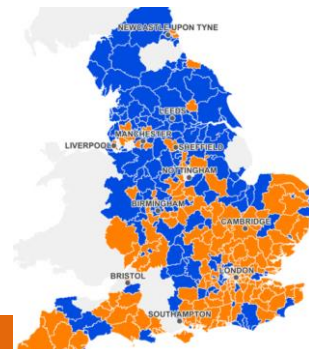 NEWCASTLE UPON TYNE
LEEDS
MANCHESTER
LIVERPOOL
SHEFFIELD
NOTTINGHAM
BIRMINGHAM
CAMBRIDGE
BRISTOL
LONDON
SOUTHAMPTON